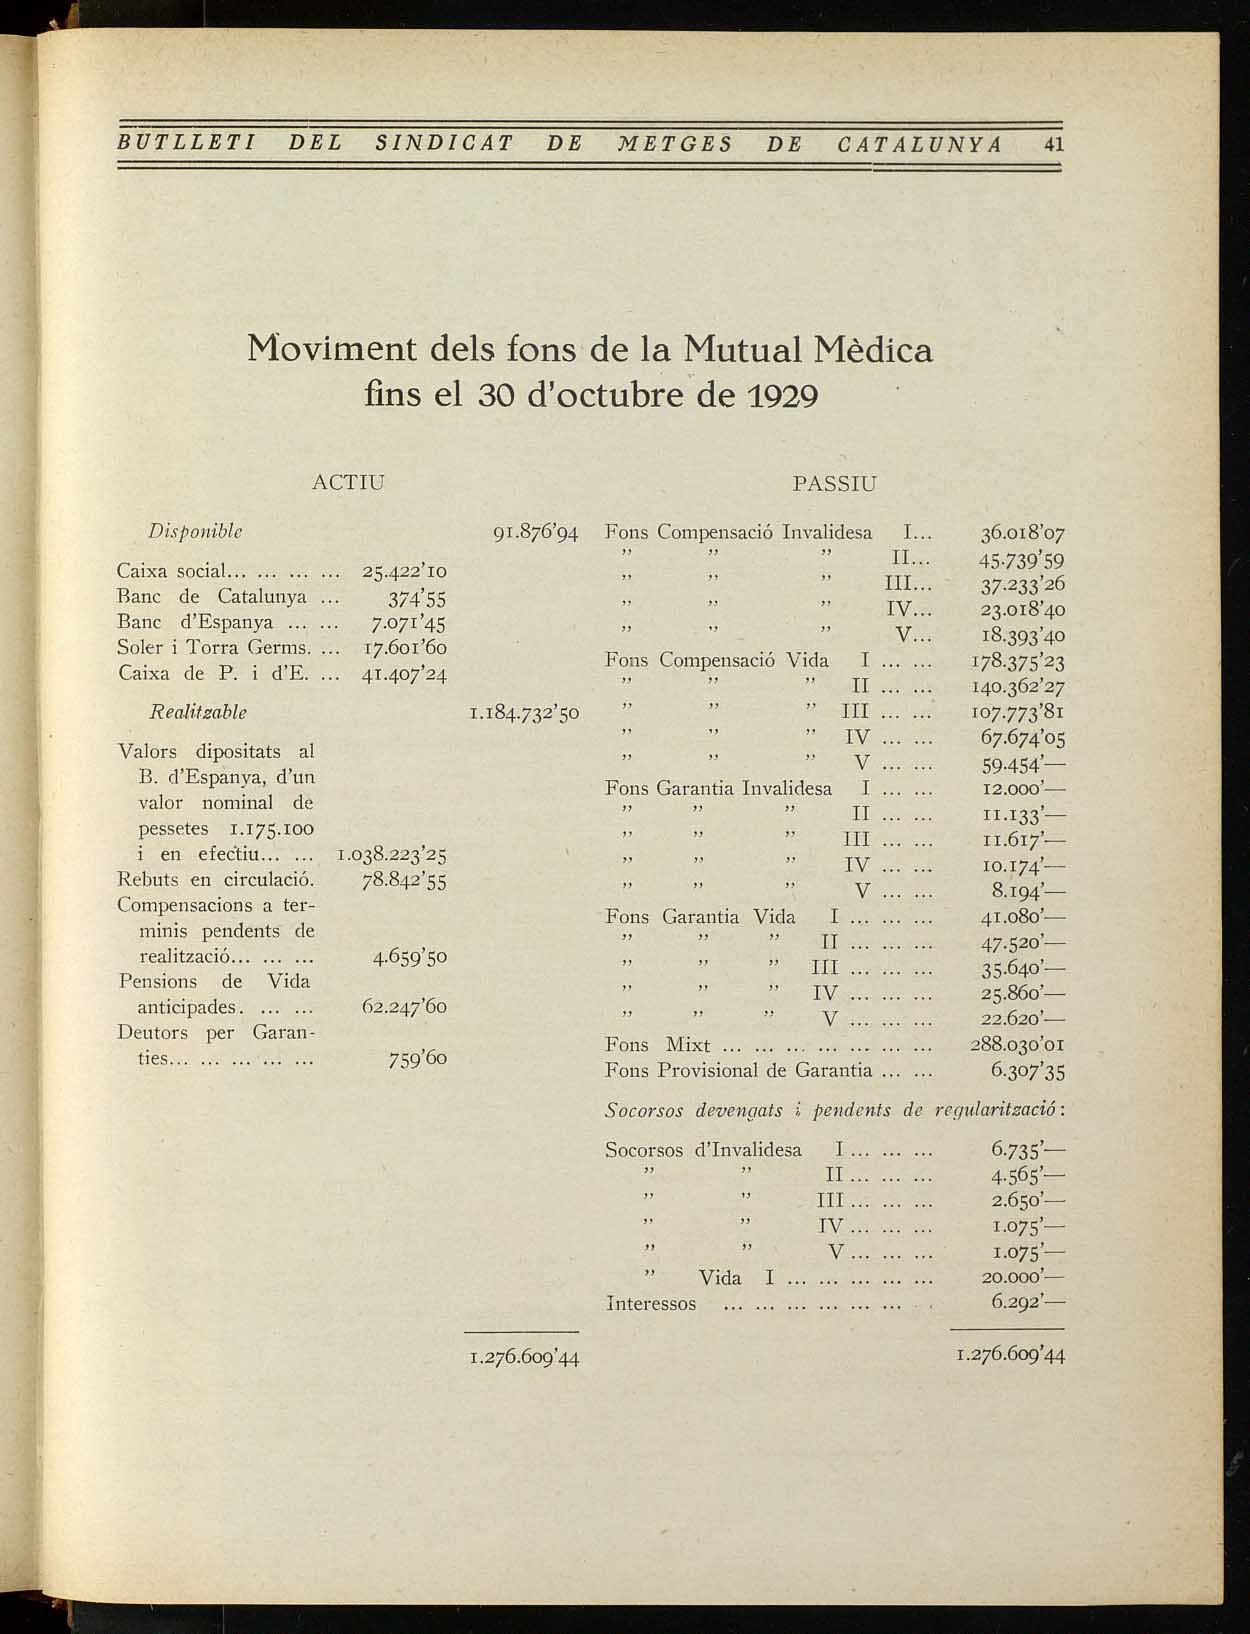 BUTLLETI DEL SINDICAT DE METGES DE CATALUNYA 41
Moviment dels fons de la Mutual Mèdica
fins el 30 d'octubre de 1929
ACTIU
Disponible 91.876'94
Caixa social... ... ... ... 25.422'10
Banc de Catalunya ... 374'55
Banc d'Espanya ... ... 7.071'45
Soler i Torra Germs. ... 17.601'60
Caixa de P. i d'E. ... 41.407'24
Realitzable 1.184.732'50
Valors dipositats al
B. d'Espanya, d'un
valor nominal de
pessetes 1.175.100
i en efectiu... ... 1.038.223'25
Rebuts en circulació. 78.842'55
Compensacions a ter-
minis pendents de
realització... ... ... 4.659'50
Pensions de Vida
anticipades. ... ... 62.247'60
Deutors per Garan-
ties... ... ... ... ... 759'60
1.276.609'44
PASSIU
Fons Compensació Invalidesa I... 36.018'07
" " " II... 45.739'59
" " " III... 37.233'26
" " " IV... 23.018'40
" " " V... 18.393'40
Fons Compensació Vida I ... ... 178.375'23
" " " II ... ... 140.362'27
" " " III ... ... 107.773'81
" " " IV ... ... 67.674'05
" " " V ... ... 59.454'—
Fons Garantia Invalidesa I ... ... 12.000'—
" " " II ... ... 11.133'—
" " " III ... ... 11.617'—
" " " IV ... ... 10.174'—
" " " V ... ... 8.194'—
Fons Garantia Vida I ... ... ... 41.080'—
" " " II ... ... ... 47.520'—
" " " III ... ... ... 35.640'—
" " " IV ... ... ... 25.860'—
" " " V ... ... ... 22.620'—
Fons Mixt ... ... ... ... ... ... ... 288.030'01
Fons Provisional de Garantia ... ... 6.307'35
Socorsos devengats i pendents de regularització:
Socorsos d'Invalidesa I ... ... ... 6.735'—
" " II ... ... ... 4.565'—
" " III ... ... ... 2.650'—
" " IV ... ... ... 1.075'—
" " V ... ... ... 1.075'—
" Vida I ... ... ... ... ... 20.000'—
Interessos ... ... ... ... ... ... . . 6.292'—
1.276.609'44